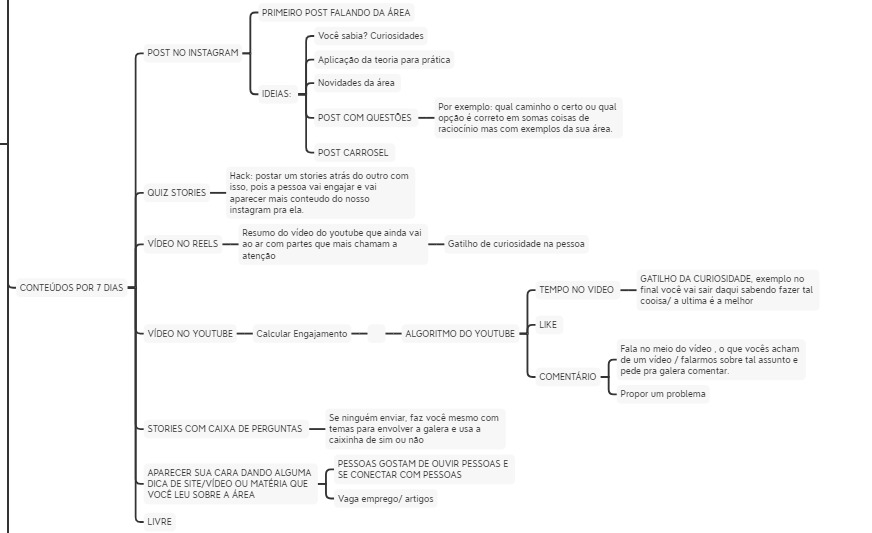 PRIMEIRO POST FALANDO DA ÁREA
Você sabia? Curiosidades
POST NO INSTAGRAM
Aplicação da teoria para prática
Novidades da área
IDEIAS:
Por exemplo: qual caminho o certo ou qual
opção é correto em somas coisas de
raciocínio mas com exemplos da sua área.
POST COM QUESTÕES
POST CARROSEL
Hack: postar um stories atrás do outro com
isso, pois a pessoa vai engajar e vai
aparecer mais conteudo do nosso
instagram pra ela.
QUIZ STORIES
Resumo do vídeo do youtube que ainda vai
ao ar com partes que mais chamam a
atenção
VÍDEO NO REELS
Gatilho de curiosidade na pessoa
CONTEÚDOS POR 7 DIAS
GATILHO DA CURIOSIDADE, exemplo no
final você vai sair daqui sabendo fazer tal
cooisa/ a ultima é a melhor
TEMPO NO VIDEO
LIKE
VÍDEO NO YOUTUBE
Calcular Engajamento
ALGORITMO DO YOUTUBE
Fala no meio do vídeo , o que vocês acham
de um vídeo / falarmos sobre tal assunto e
pede pra galera comentar.
COMENTÁRIO
Propor um problema
Se ninguém enviar, faz você mesmo com
temas para envolver a galera e usa a
caixinha de sim ou não
STORIES COM CAIXA DE PERGUNTAS
PESSOAS GOSTAM DE OUVIR PESSOAS E
SE CONECTAR COM PESSOAS
APARECER SUA CARA DANDO ALGUMA
DICA DE SITE/VÍDEO OU MATÉRIA QUE
VOCÊ LEU SOBRE A ÁREA
Vaga emprego/ artigos
LIVRE